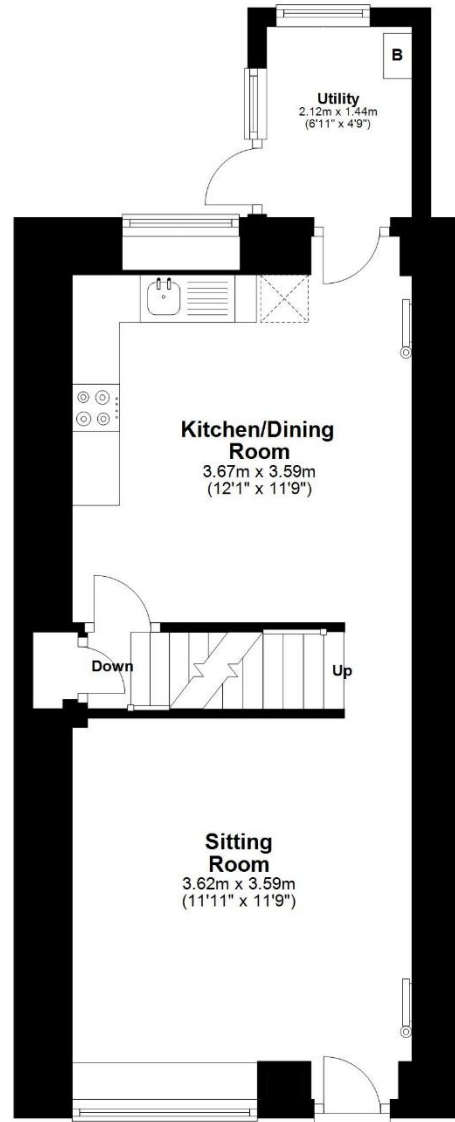 B
Utility
2.12m x 1.44m
(6'11" x 4'9")
Kitchen/Dining
Room
3.67m x 3.59m
(12'1" x 11'9")
Down
Up
Sitting
Room
3.62m x 3.59m
(11'11" x 11'9")